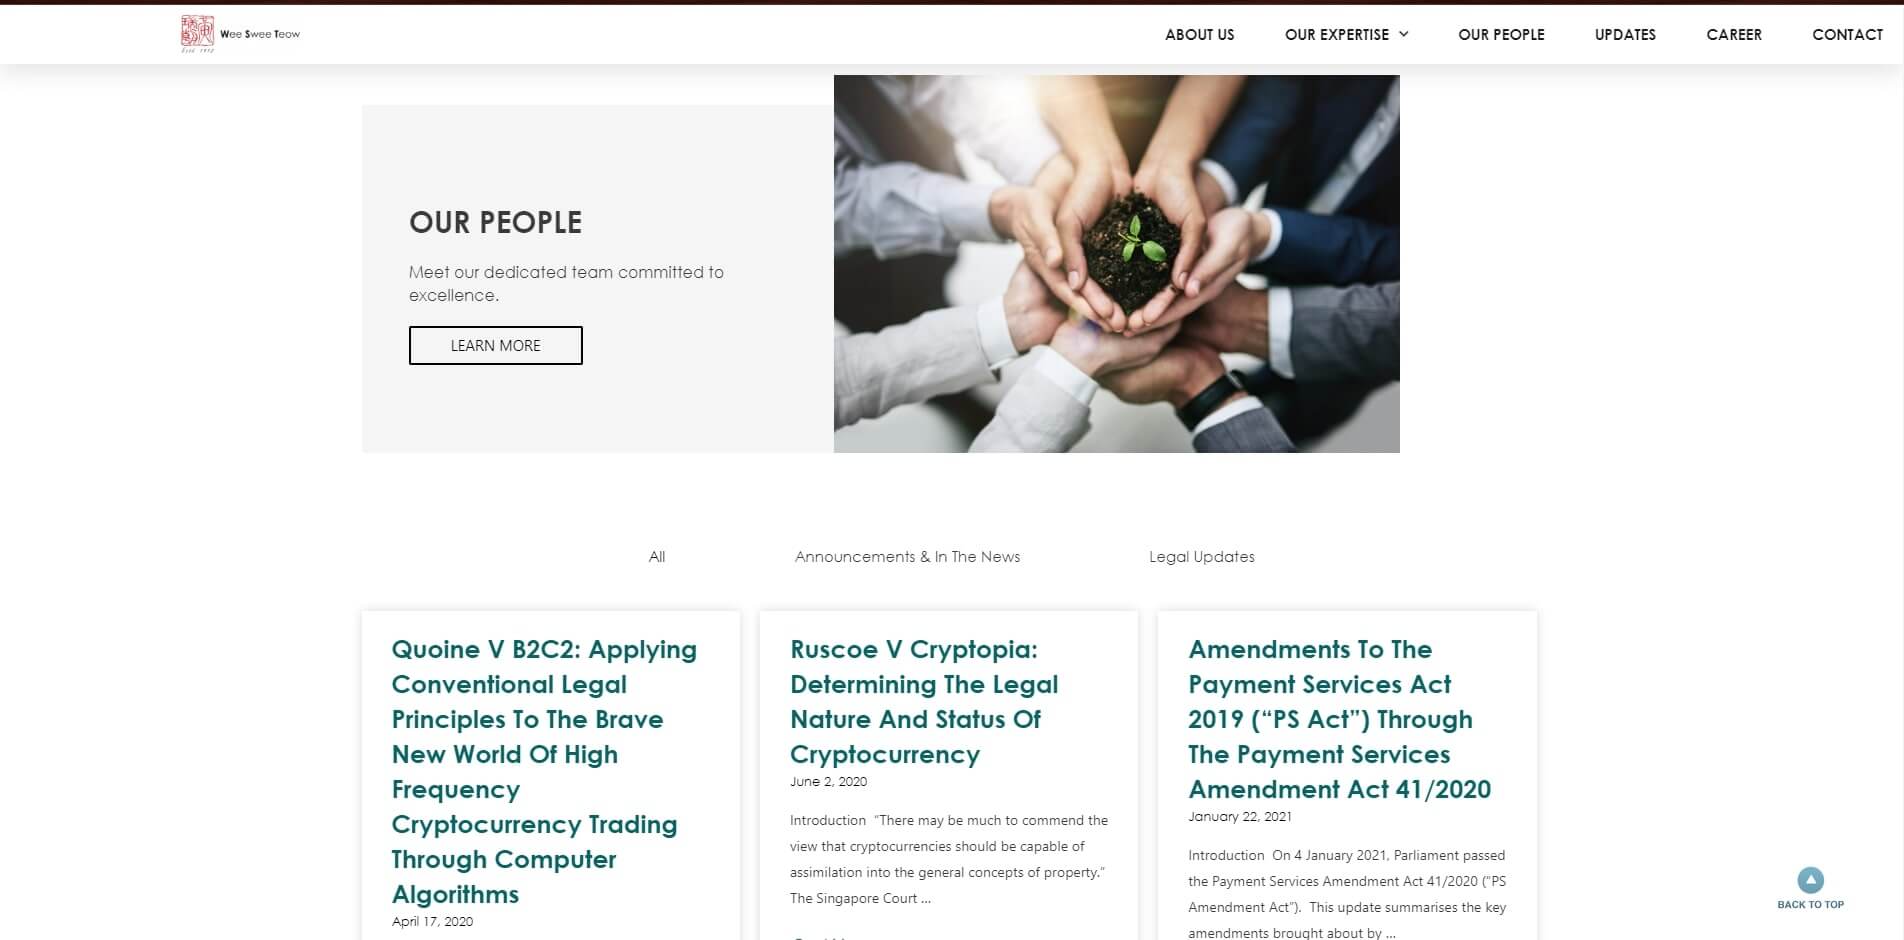 Wee Swee Teow
ABOUT US
OUR EXPERTISE
OUR PEOPLE
UPDATES
CAREER
CONTACT
OUR PEOPLE
Meet our dedicated team committed to
excellence.
LEARN MORE
All
Announcements & In The News
Legal Updates
Quoine V B2C2: Applying
Conventional Legal
Principles To The Brave
New World Of High
Frequency
Cryptocurrency Trading
Through Computer
Algorithms
April 17, 2020
Ruscoe V Cryptopia:
Determining The Legal
Nature And Status Of
Cryptocurrency
June 2, 2020
Introduction  "There may be much to commend the
view that cryptocurrencies should be capable of
assimilation into the general concepts of property."
The Singapore Court ...
Amendments To The
Payment Services Act
2019 (“PS Act”) Through
The Payment Services
Amendment Act 41/2020
January 22, 2021
Introduction  On 4 January 2021, Parliament passed
the Payment Services Amendment Act 41/2020 ("PS
Amendment Act").  This update summarises the key
amendments brought about by ...
BACK TO TOP